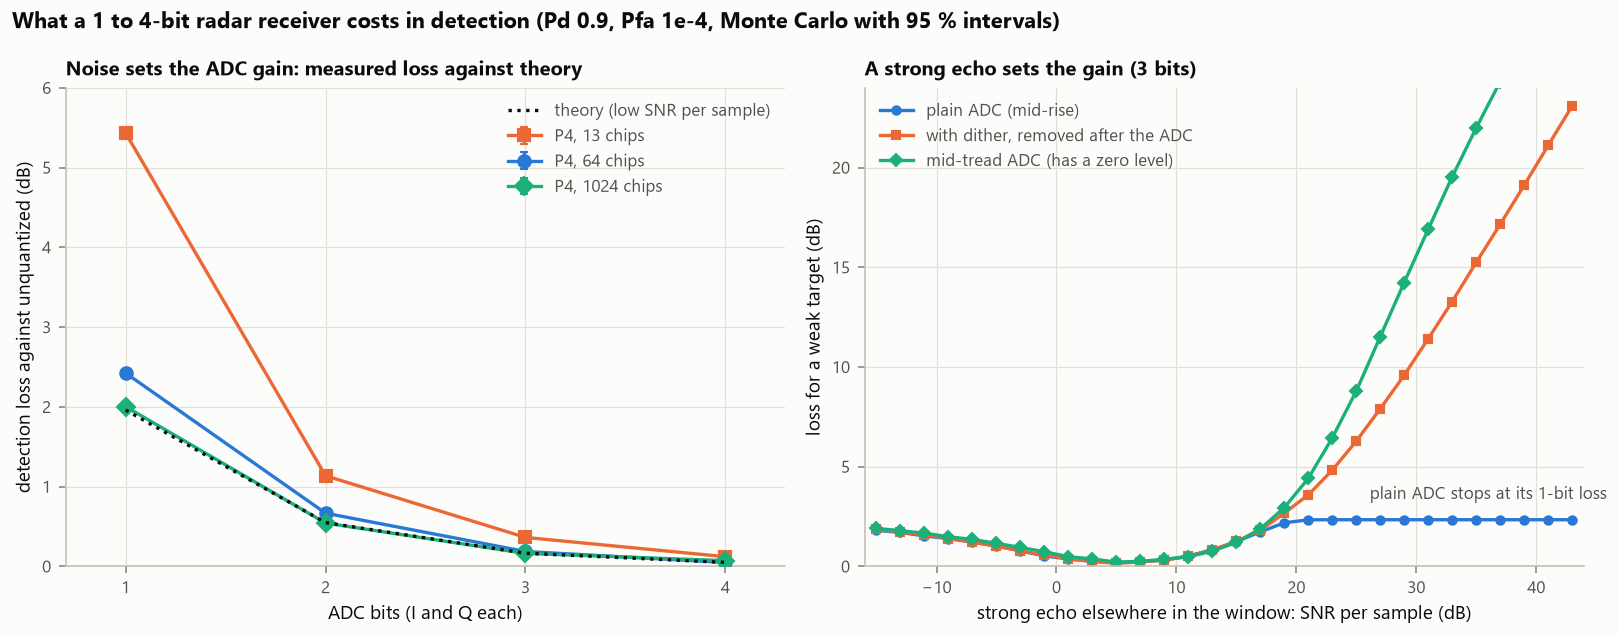 What a 1 to 4-bit radar receiver costs in detection (Pd 0.9, Pfa 1e-4, Monte Carlo with 95 % intervals)
Noise sets the ADC gain: measured loss against theory
detection loss against unquantized (dB)
6
5
4
3
2
1
0
theory (low SNR per sample)
P4, 13 chips
P4, 64 chips
P4, 1024 chips
1
2
3
4
ADC bits (I and Q each)
A strong echo sets the gain (3 bits)
loss for a weak target (dB)
20
15
10
5
0
plain ADC (mid-rise)
with dither, removed after the ADC
mid-tread ADC (has a zero level)
plain ADC stops at its 1-bit loss
−10
0
10
20
30
40
strong echo elsewhere in the window: SNR per sample (dB)